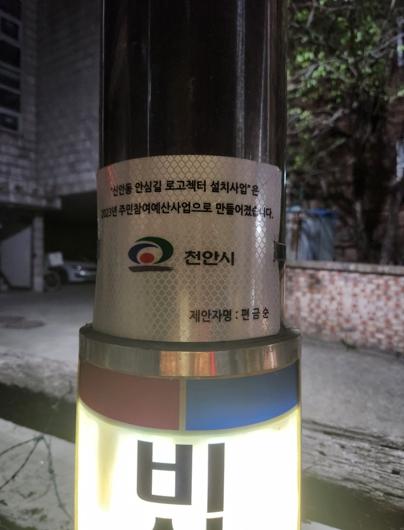 "신안동 안심길 로고젝터 설치사업"은
2023년 주민참여예산사업으로 만들어졌습니다.
천안시
제안자명 : 편금순
빗